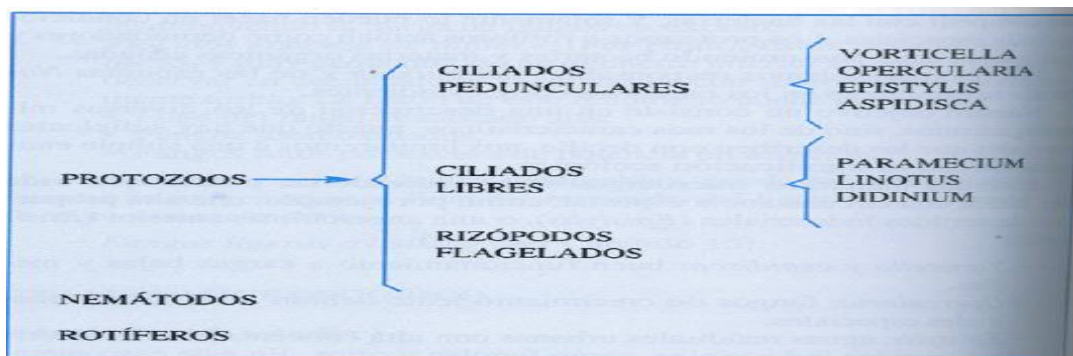 CILIADOS
PEDUNCULARES
VORTICELLA
OPERCULARIA
EPISTYLIS
ASPIDISCA
PROTOZOOS
CILIADOS
LIBRES
PARAMECIUM
LINOTUS
DIDINIUM
RIZÓPODOS
FLAGELADOS
NEMÁTODOS
ROTÍFEROS